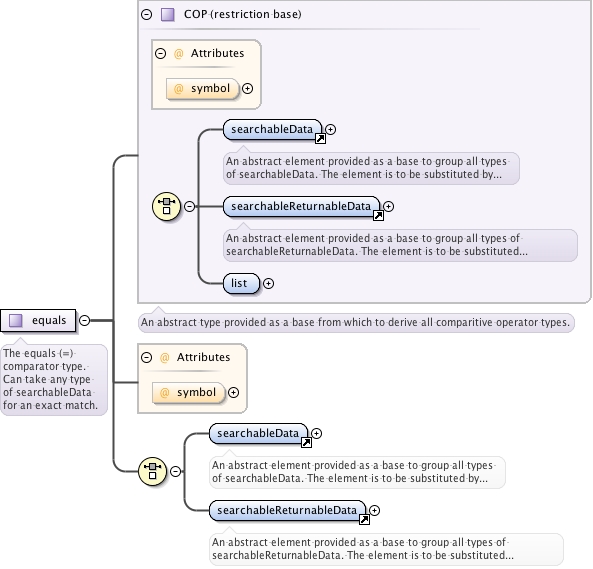 COP (restriction base)
@ Attributes
@ symbol
searchableData
An abstract element provided as a base to group all types of
of searchableData. The element is to be substituted by...
searchableReturnableData
An abstract element provided as a base to group all types of
searchableReturnableData. The element is to be substituted...
list
An abstract type provided as a base from which to derive all comparitive operator types.
equals
The equals (=)
comparator type.
Can take any type
of searchableData
for an exact match.
@ Attributes
@ symbol
searchableData
An abstract element provided as a base to group all types
of searchableData. The element is to be substituted by...
searchableReturnableData
An abstract element provided as a base to group all types of
searchableReturnableData. The element is to be substituted...